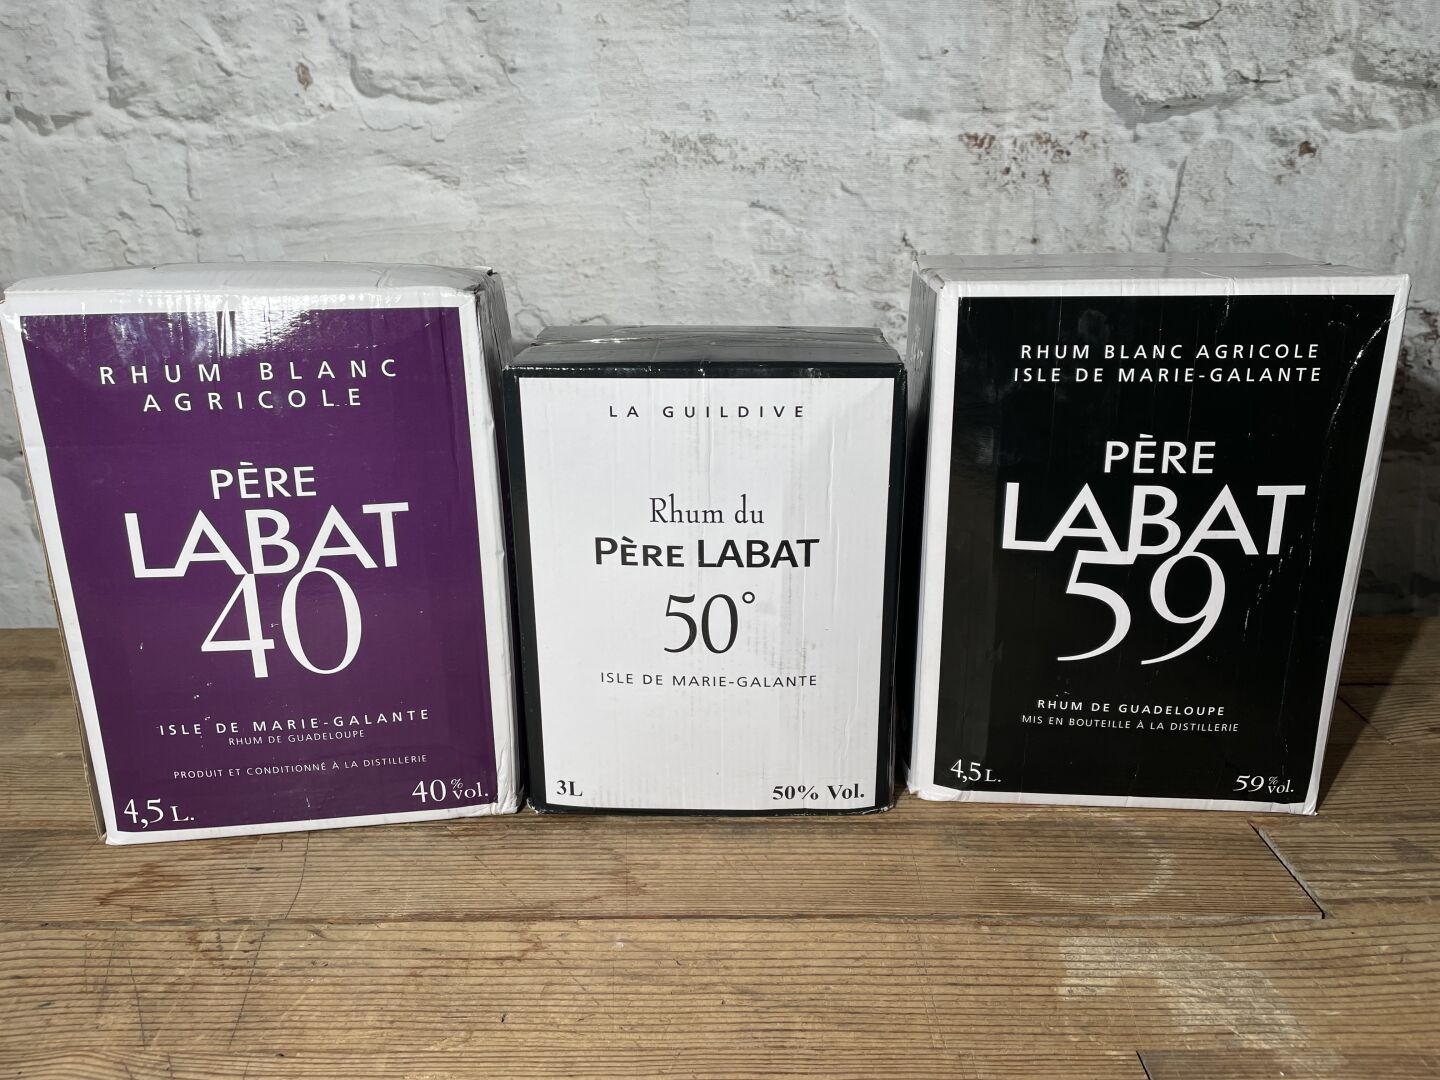 RHUM BLANC
AGRICOLE
PÈRE
LABAT
40
ISLE DE MARIE-GALANTE
RHUM DE GUADELOUPE
PRODUIT ET CONDITIONNÉ À LA DISTILLERIE
4,5 L.
40 % vol.
LA GUILDIVE
Rhum du
PÈRE LABAT
50°
ISLE DE MARIE-GALANTE
3L
50% Vol.
RHUM BLANC AGRICOLE
ISLE DE MARIE-GALANTE
PÈRE
LABAT
59
RHUM DE GUADELOUPE
MIS EN BOUTEILLE À LA DISTILLERIE
4,5 L.
59 % vol.